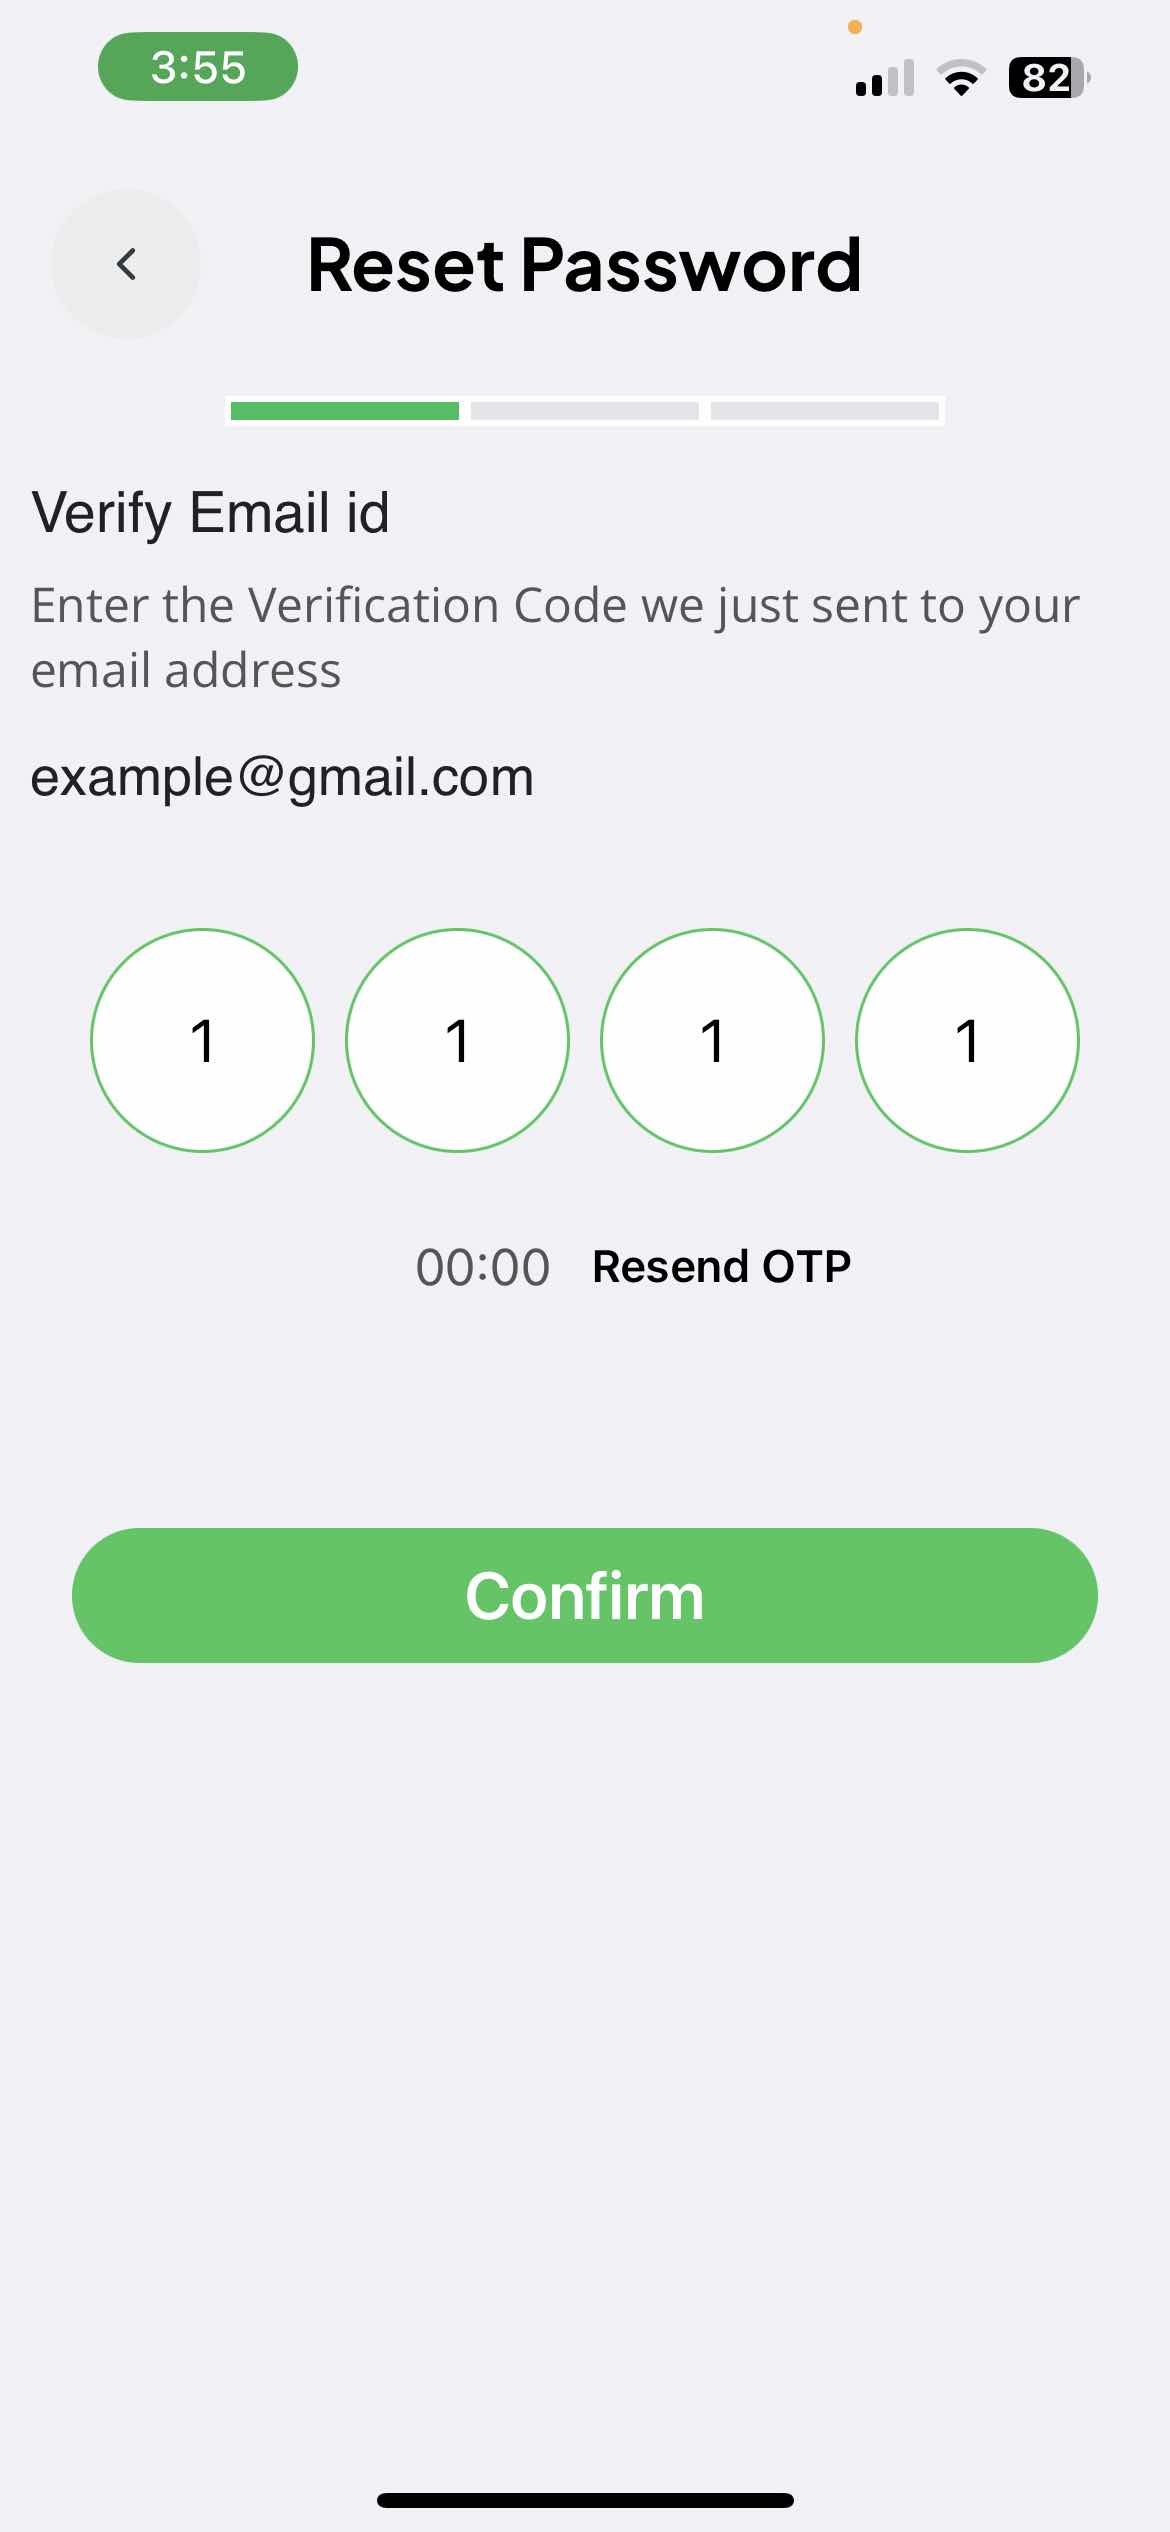 3:55
82
Reset Password
Verify Email id
Enter the Verification Code we just sent to your
email address
example@gmail.com
1 1 1 1
00:00 Resend OTP
Confirm